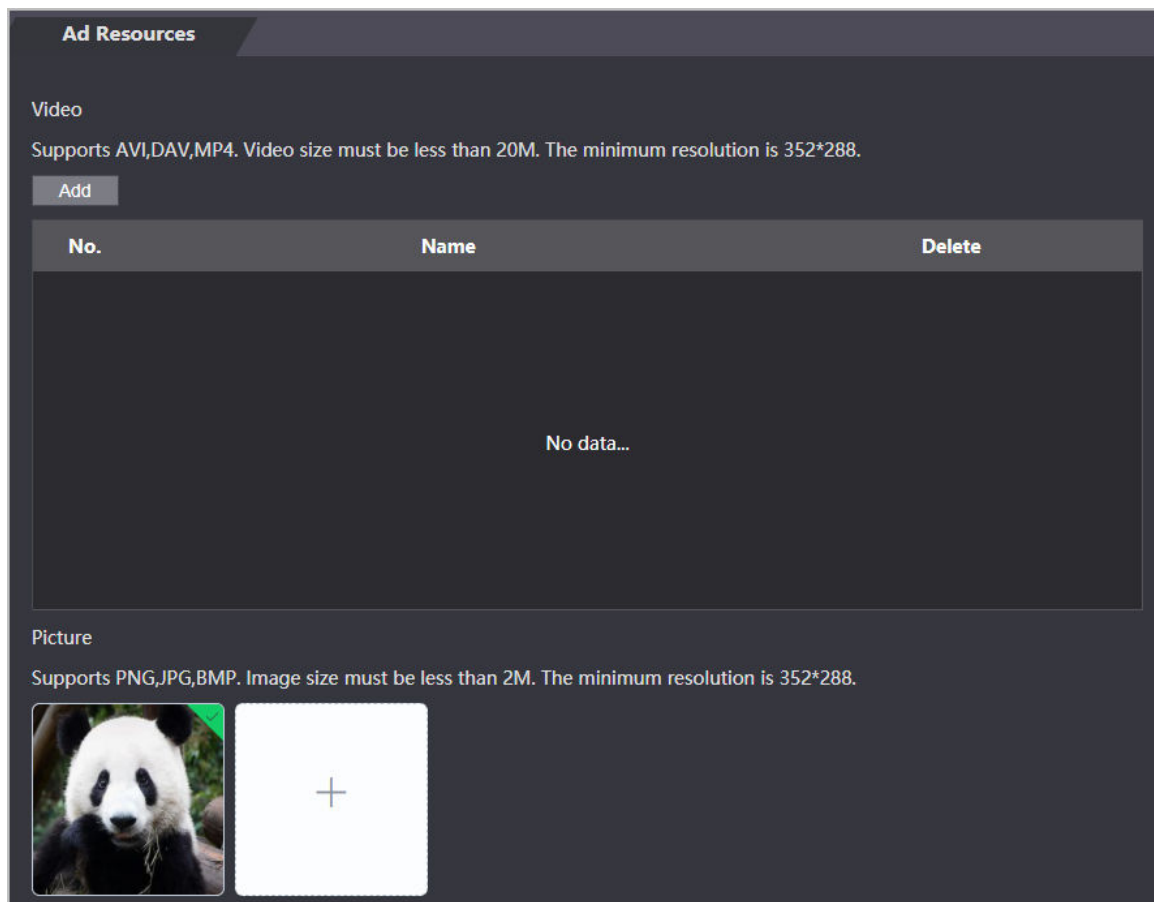 Ad Resources
Video
Supports AVI,DAV,MP4. Video size must be less than 20M. The minimum resolution is 352*288.
Add
No. Name Delete
No data...
Picture
Supports PNG,JPG,BMP. Image size must be less than 2M. The minimum resolution is 352*288.